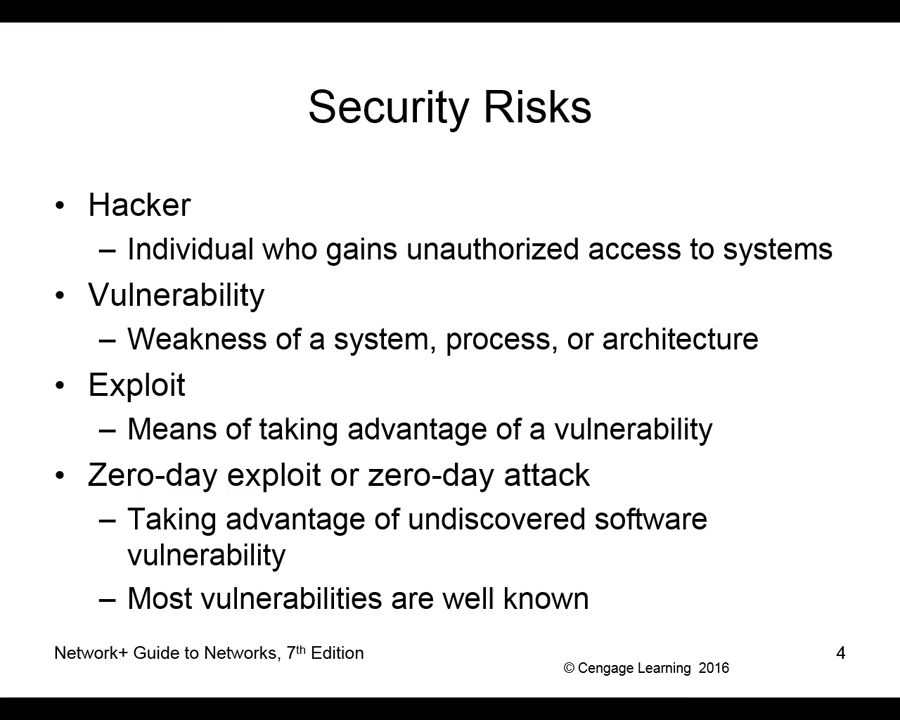 Security Risks
• Hacker
– Individual who gains unauthorized access to systems
• Vulnerability
– Weakness of a system, process, or architecture
• Exploit
– Means of taking advantage of a vulnerability
• Zero-day exploit or zero-day attack
– Taking advantage of undiscovered software
vulnerability
– Most vulnerabilities are well known
Network+ Guide to Networks, 7th Edition
4
© Cengage Learning 2016